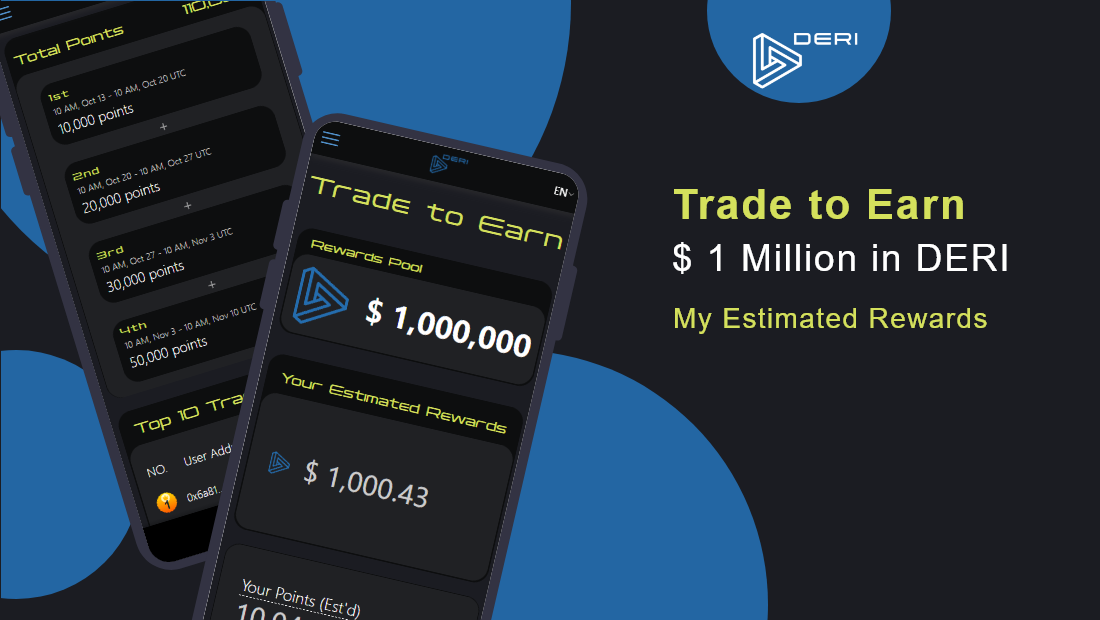 Total Points
1st
10 AM, Oct 13 - 10 AM, Oct 20 UTC
10,000 points
+
2nd
10 AM, Oct 20 - 10 AM, Oct 27 UTC
20,000 points
+
3rd
10 AM, Oct 27 - 10 AM, Nov 3 UTC
30,000 points
+
4th
10 AM, Nov 3 - 10 AM, Nov 10 UTC
50,000 points
Top 10
NO.
User
0x6a81..
DERI
EN
Trade to Earn
Rewards Pool
$ 1,000,000
Your Estimated Rewards
$ 1,000.43
Your Points (Est'd)
DERI
Trade to Earn
$ 1 Million in DERI
My Estimated Rewards